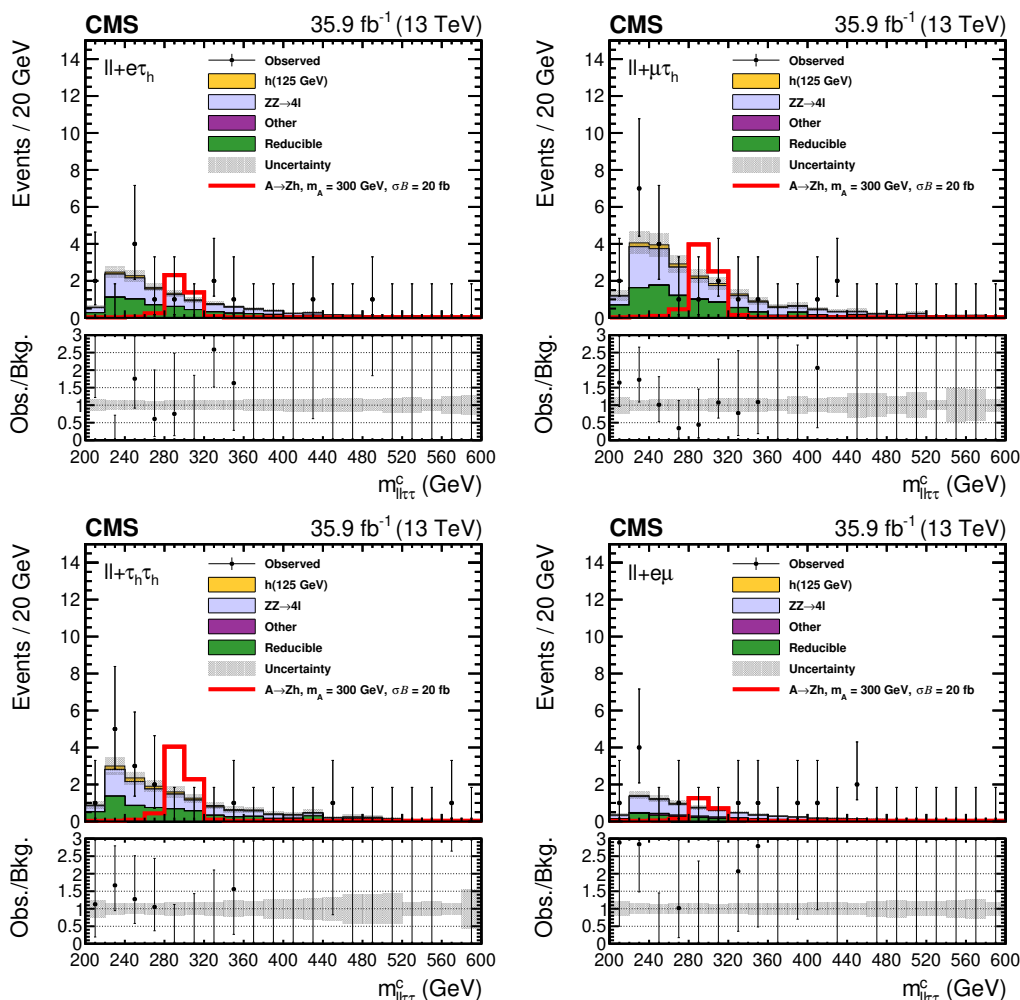 CMS 35.9 fb⁻¹ (13 TeV)
Events / 20 GeV
ll+eτh
14
12
10
8
6
4
2
0
Observed
h(125 GeV)
ZZ→4l
Other
Reducible
Uncertainty
A→Zh, mA = 300 GeV, σB = 20 fb
Obs./Bkg.
3
2.5
2
1.5
1
0.5
0
200 240 280 320 360 400 440 480 520 560 600
m^c_llττ (GeV)
CMS 35.9 fb⁻¹ (13 TeV)
Events / 20 GeV
ll+μτh
14
12
10
8
6
4
2
0
Observed
h(125 GeV)
ZZ→4l
Other
Reducible
Uncertainty
A→Zh, mA = 300 GeV, σB = 20 fb
Obs./Bkg.
3
2.5
2
1.5
1
0.5
0
200 240 280 320 360 400 440 480 520 560 600
m^c_llττ (GeV)
CMS 35.9 fb⁻¹ (13 TeV)
Events / 20 GeV
ll+τhτh
14
12
10
8
6
4
2
0
Observed
h(125 GeV)
ZZ→4l
Other
Reducible
Uncertainty
A→Zh, mA = 300 GeV, σB = 20 fb
Obs./Bkg.
3
2.5
2
1.5
1
0.5
0
200 240 280 320 360 400 440 480 520 560 600
m^c_llττ (GeV)
CMS 35.9 fb⁻¹ (13 TeV)
Events / 20 GeV
ll+eμ
14
12
10
8
6
4
2
0
Observed
h(125 GeV)
ZZ→4l
Other
Reducible
Uncertainty
A→Zh, mA = 300 GeV, σB = 20 fb
Obs./Bkg.
3
2.5
2
1.5
1
0.5
0
200 240 280 320 360 400 440 480 520 560 600
m^c_llττ (GeV)